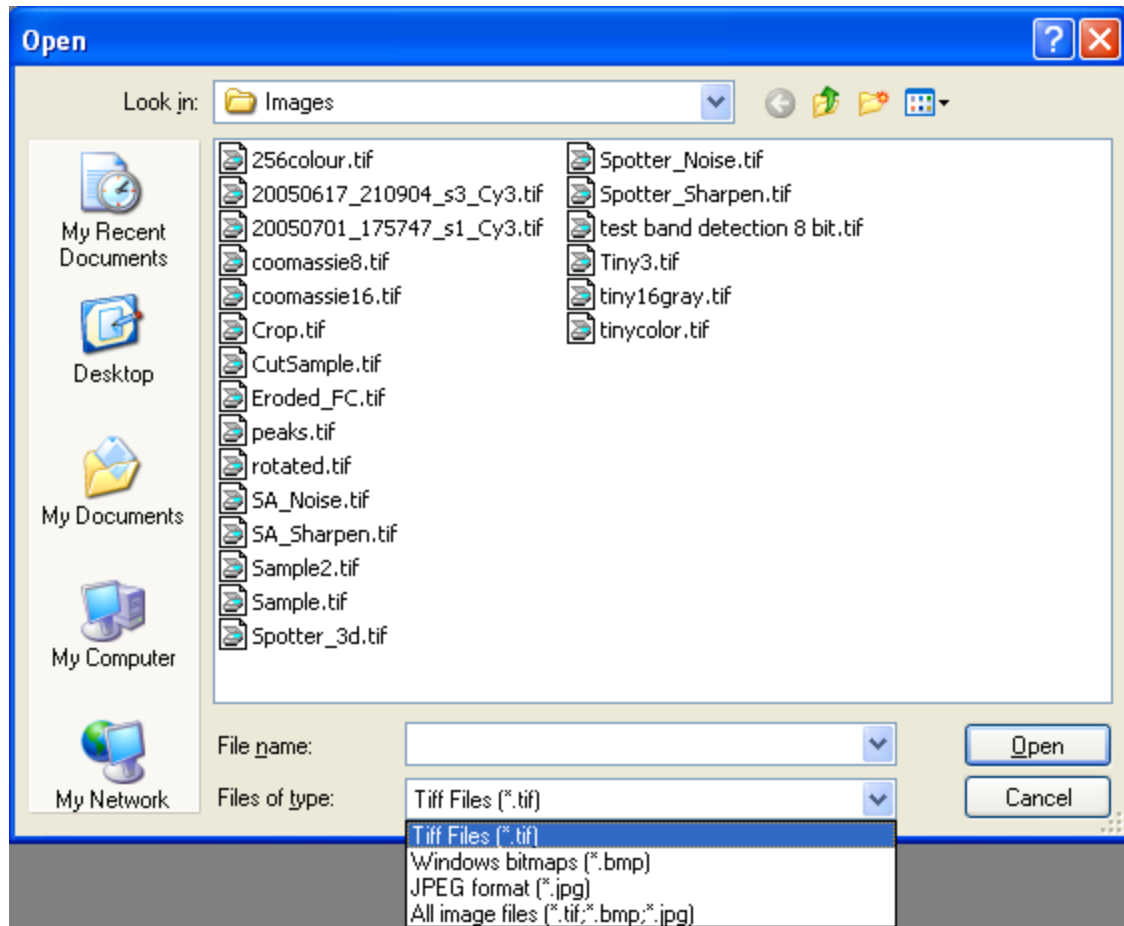 Open
Look in:
Images
My Recent
Documents
Desktop
My Documents
My Computer
My Network
256colour.tif
20050617_210904_s3_Cy3.tif
20050701_175747_s1_Cy3.tif
coomassie8.tif
coomassie16.tif
Crop.tif
CutSample.tif
Eroded_FC.tif
peaks.tif
rotated.tif
SA_Noise.tif
SA_Sharpen.tif
Sample2.tif
Sample.tif
Spotter_3d.tif
Spotter_Noise.tif
Spotter_Sharpen.tif
test band detection 8 bit.tif
Tiny3.tif
tiny16gray.tif
tinycolor.tif
File name:
Open
Files of type:
Tiff Files (*.tif)
Cancel
Tiff Files (*.tif)
Windows bitmaps (*.bmp)
JPEG format (*.jpg)
All image files (*.tif;*.bmp;*.jpg)